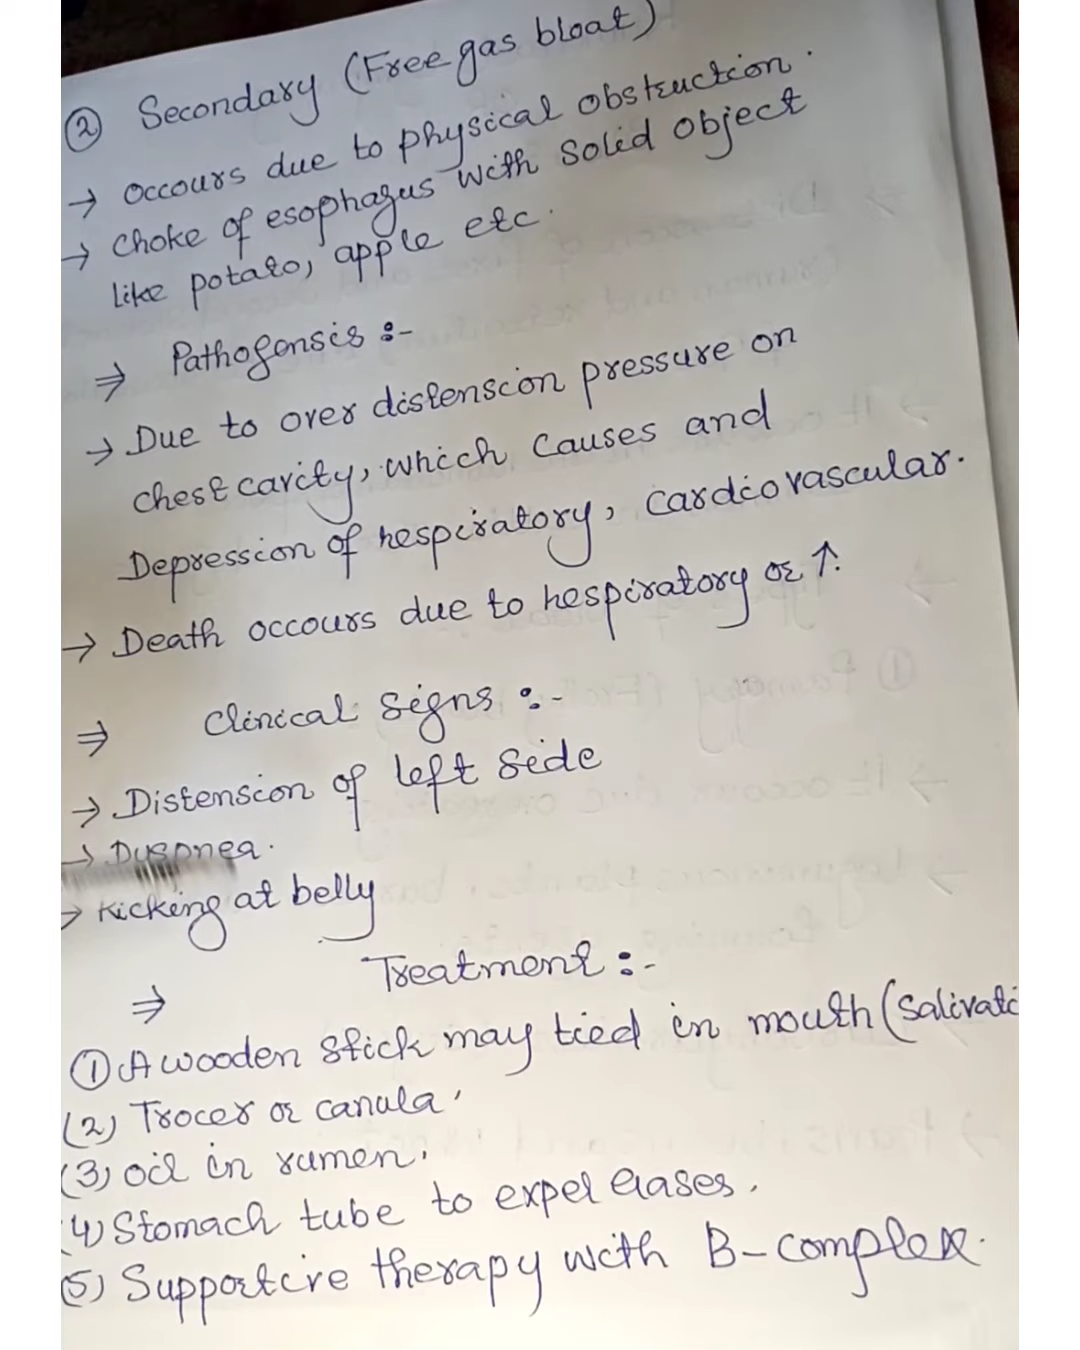 ② Secondary (Free gas bloat)
→ Occours due to physical obstruction.
→ Choke of esophagus with Solid object
like potato, apple etc.
⇒ Pathogensis :-
→ Due to over distenscion pressure on
chest cavity, which Causes and
Depression of respiratory, Cardiovascular.
→ Death occours due to respiratory or ↑.
⇒ Clinical Signs :-
→ Distension of left Side
→ Dyspnea.
→ Kicking at belly
⇒ Treatment :-
① A wooden stick may tied in mouth (Salivati
(2) Trocer or canula,
(3) oil in rumen.
(4) Stomach tube to expel Gases.
(5) Supportive therapy with B-complex.